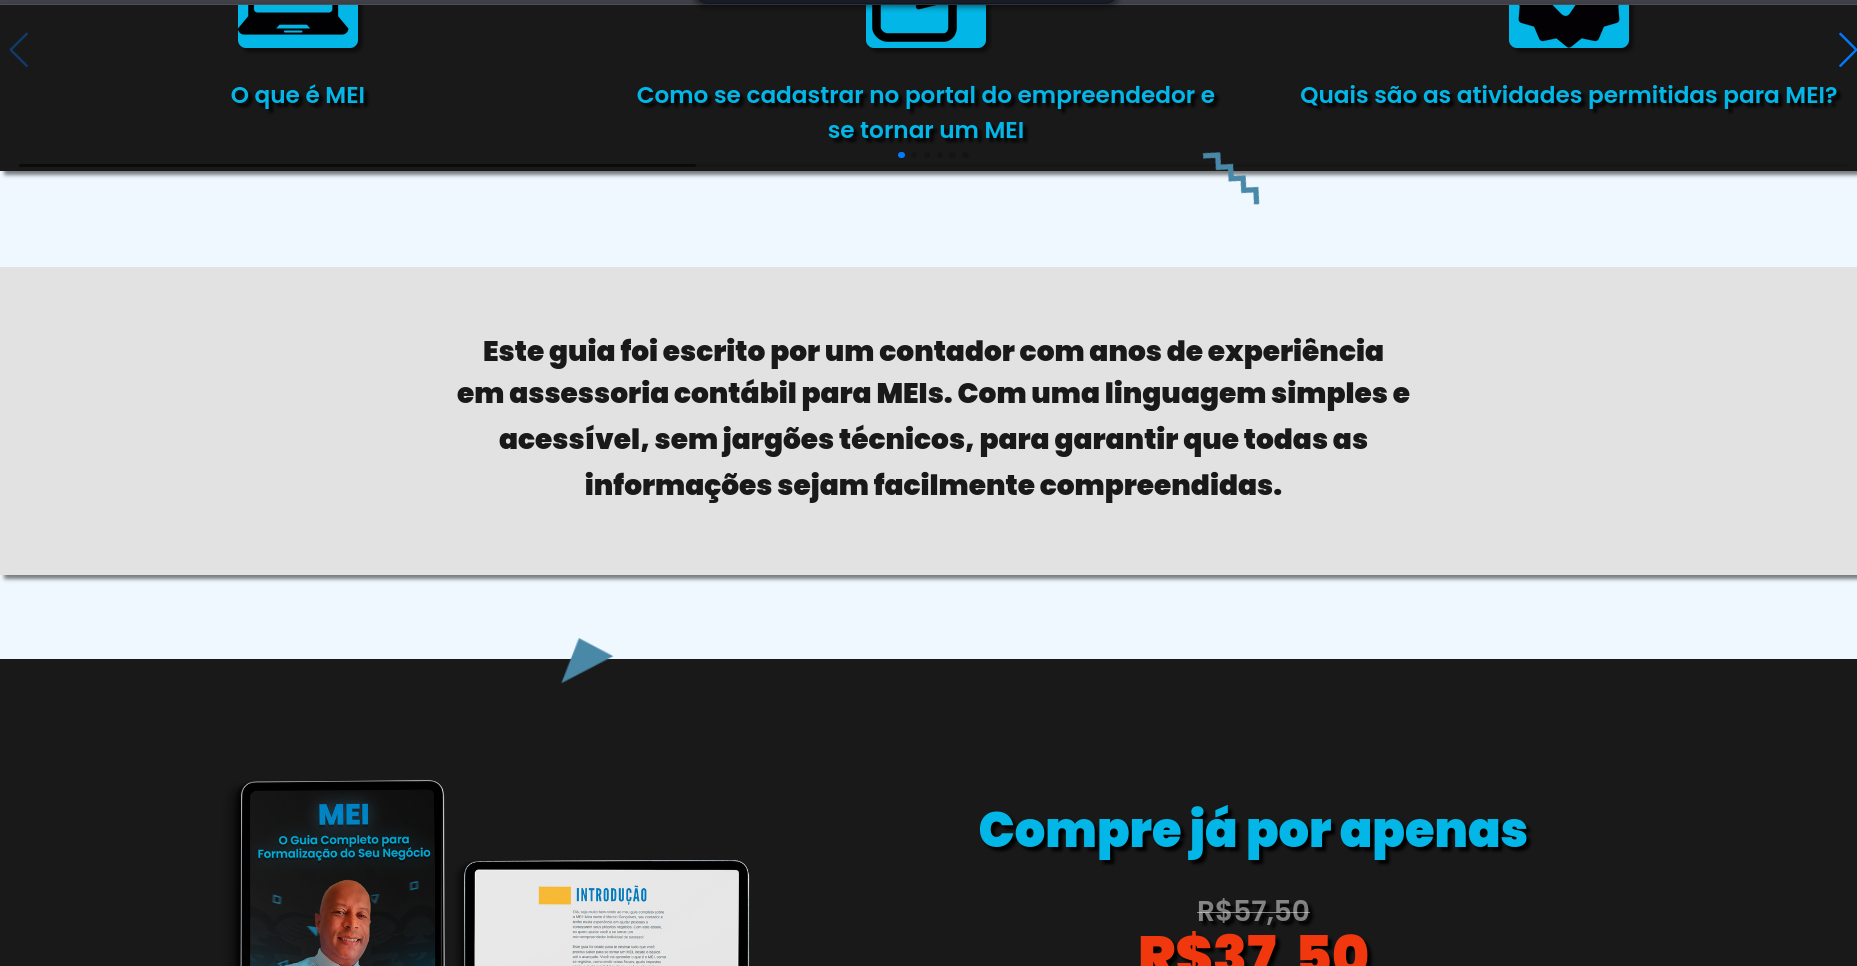 O que é MEI
Como se cadastrar no portal do empreendedor e
se tornar um MEI
Quais são as atividades permitidas para MEI?
Este guia foi escrito por um contador com anos de experiência
em assessoria contábil para MEIs. Com uma linguagem simples e
acessível, sem jargões técnicos, para garantir que todas as
informações sejam facilmente compreendidas.
MEI
O Guia Completo para
Formalização do Seu Negócio
INTRODUÇÃO
Compre já por apenas
R$57,50
R$37,50